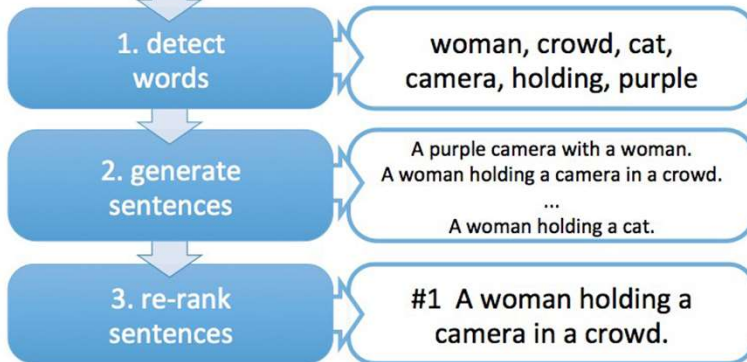 1. detect
words
woman, crowd, cat,
camera, holding, purple
2. generate
sentences
A purple camera with a woman.
A woman holding a camera in a crowd.
...
A woman holding a cat.
3. re-rank
sentences
#1 A woman holding a
camera in a crowd.